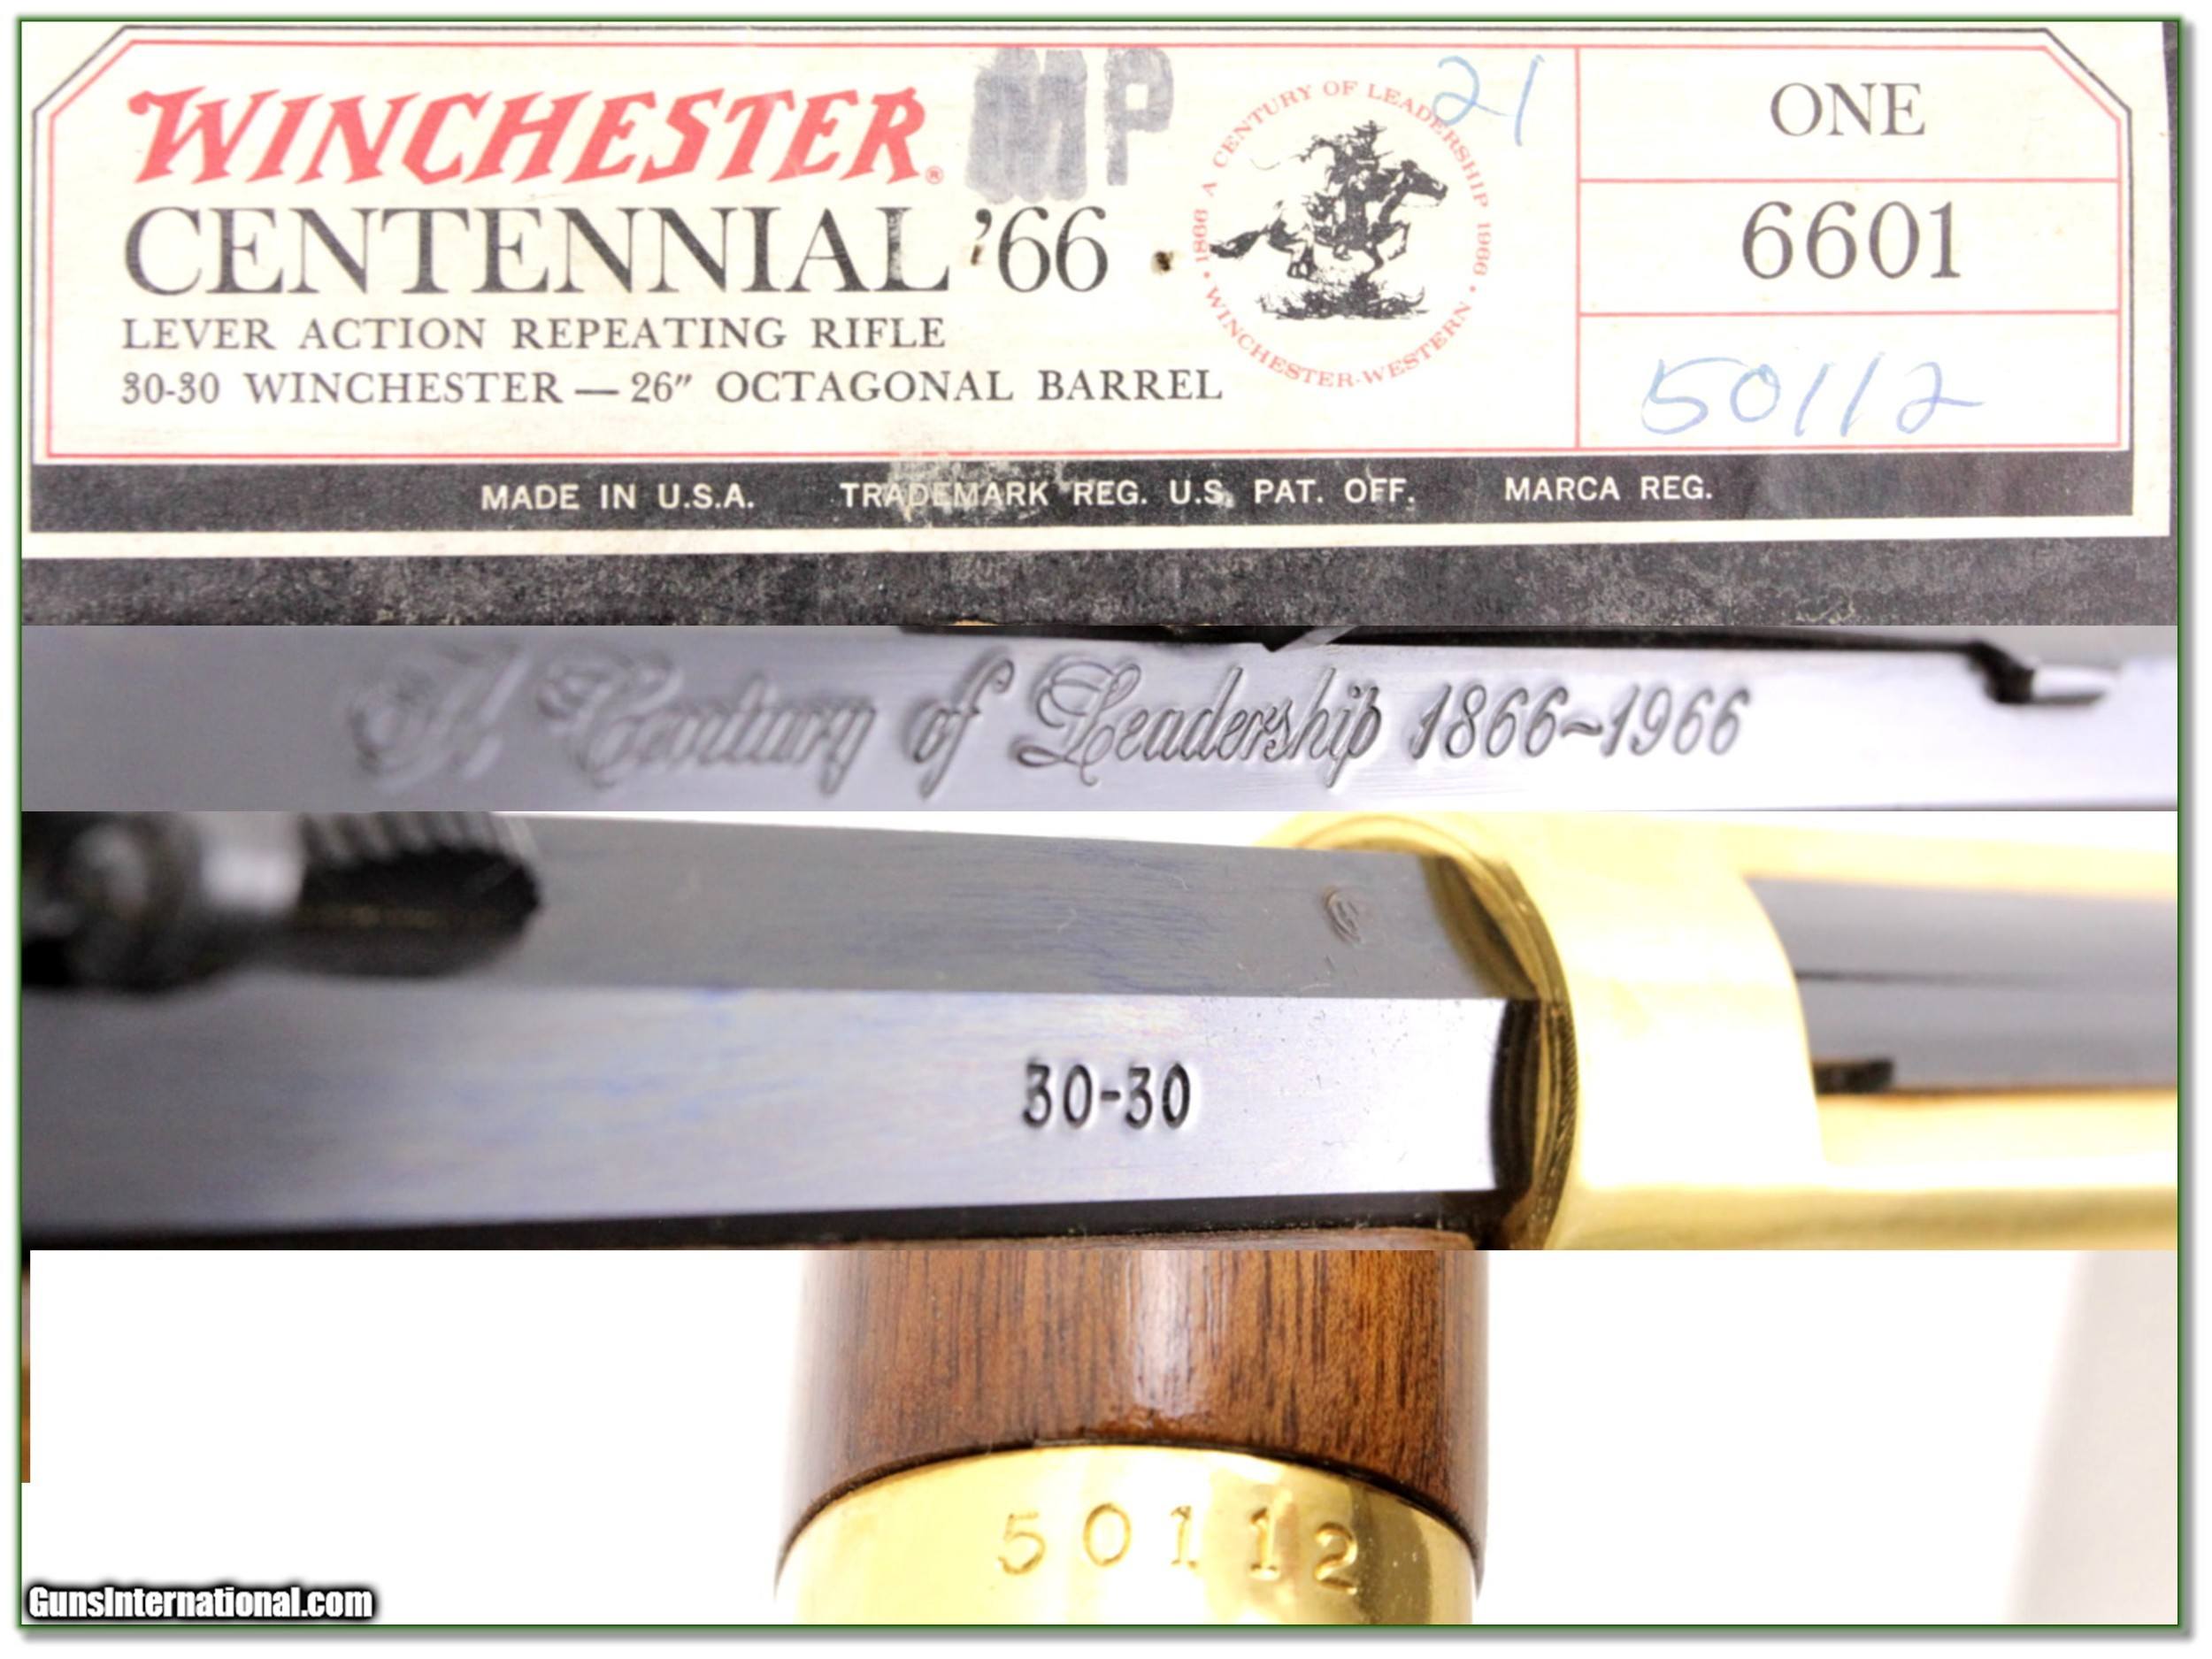 WINCHESTER®
MP
21
CENTENNIAL '66
LEVER ACTION REPEATING RIFLE
30-30 WINCHESTER — 26" OCTAGONAL BARREL
• 1866 A CENTURY OF LEADERSHIP 1966 • WINCHESTER-WESTERN
ONE
6601
50112
MADE IN U.S.A. TRADEMARK REG. U.S. PAT. OFF. MARCA REG.
A Century of Leadership 1866~1966
30-30
50112
GunsInternational.com